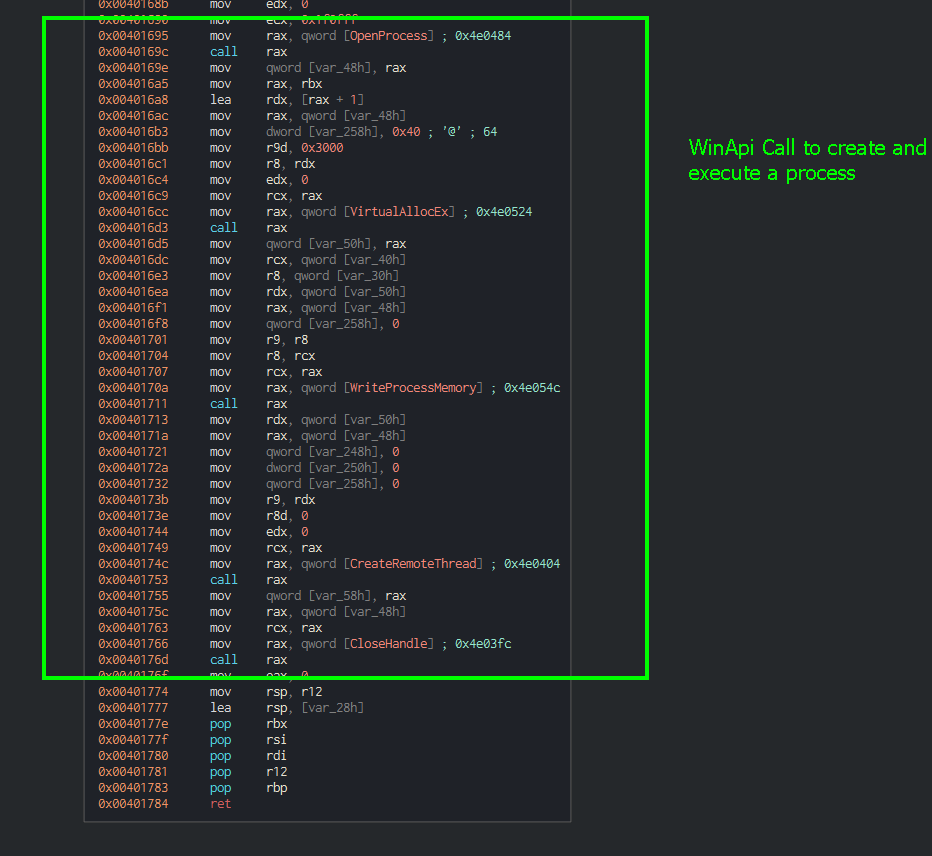 0x0040168b mov edx, 0
0x00401690 mov ecx, 0x1f0fff
0x00401695 mov rax, qword [OpenProcess] ; 0x4e0484
0x0040169c call rax
0x0040169e mov qword [var_48h], rax
0x004016a5 mov rax, rbx
0x004016a8 lea rdx, [rax + 1]
0x004016ac mov rax, qword [var_48h]
0x004016b3 mov dword [var_258h], 0x40 ; '@' ; 64
0x004016bb mov r9d, 0x3000
0x004016c1 mov r8, rdx
0x004016c4 mov edx, 0
0x004016c9 mov rcx, rax
0x004016cc mov rax, qword [VirtualAllocEx] ; 0x4e0524
0x004016d3 call rax
0x004016d5 mov qword [var_50h], rax
0x004016dc mov rcx, qword [var_40h]
0x004016e3 mov r8, qword [var_30h]
0x004016ea mov rdx, qword [var_50h]
0x004016f1 mov rax, qword [var_48h]
0x004016f8 mov qword [var_258h], 0
0x00401701 mov r9, r8
0x00401704 mov r8, rcx
0x00401707 mov rcx, rax
0x0040170a mov rax, qword [WriteProcessMemory] ; 0x4e054c
0x00401711 call rax
0x00401713 mov rdx, qword [var_50h]
0x0040171a mov rax, qword [var_48h]
0x00401721 mov qword [var_248h], 0
0x0040172a mov dword [var_250h], 0
0x00401732 mov qword [var_258h], 0
0x0040173b mov r9, rdx
0x0040173e mov r8d, 0
0x00401744 mov edx, 0
0x00401749 mov rcx, rax
0x0040174c mov rax, qword [CreateRemoteThread] ; 0x4e0404
0x00401753 call rax
0x00401755 mov qword [var_58h], rax
0x0040175c mov rax, qword [var_48h]
0x00401763 mov rcx, rax
0x00401766 mov rax, qword [CloseHandle] ; 0x4e03fc
0x0040176d call rax
0x0040176f mov eax, 0
0x00401774 mov rsp, r12
0x00401777 lea rsp, [var_28h]
0x0040177e pop rbx
0x0040177f pop rsi
0x00401780 pop rdi
0x00401781 pop r12
0x00401783 pop rbp
0x00401784 ret
WinApi Call to create and
execute a process